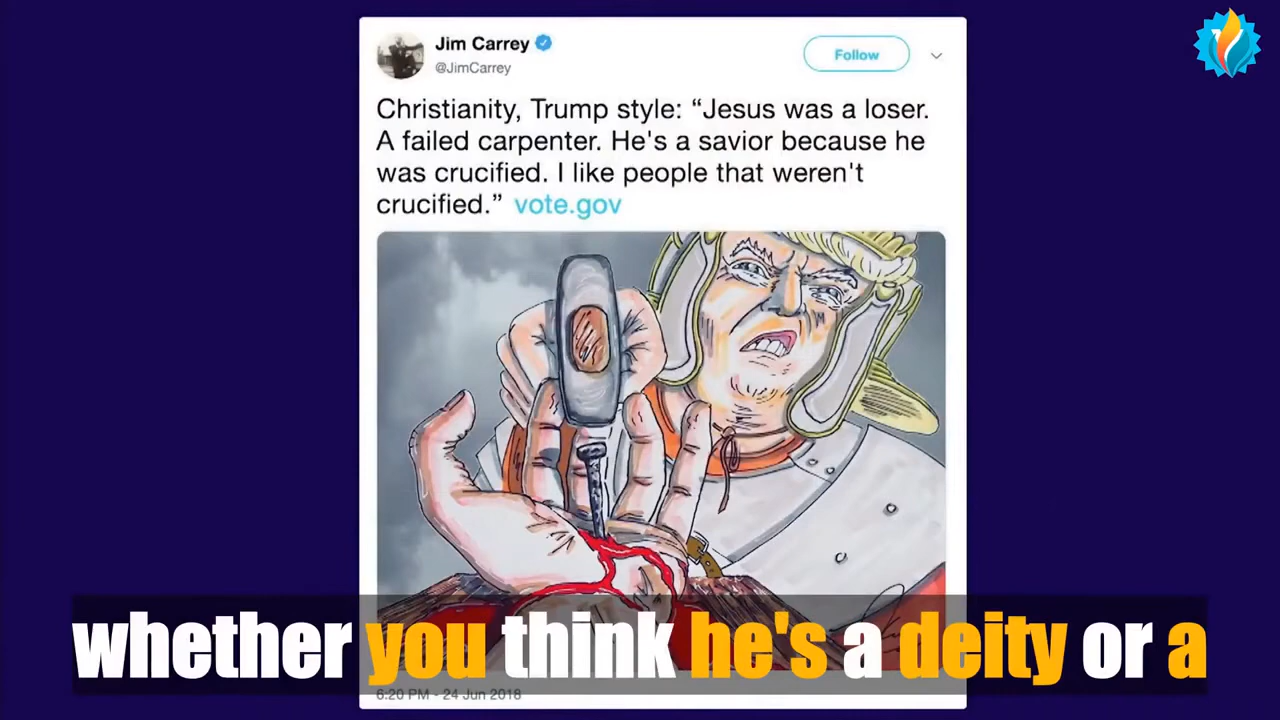 Jim Carrey
@JimCarrey
Follow
Christianity, Trump style: “Jesus was a loser.
A failed carpenter. He's a savior because he
was crucified. I like people that weren't
crucified.” vote.gov
whether you think he's a deity or a
6:20 PM - 24 Jun 2018